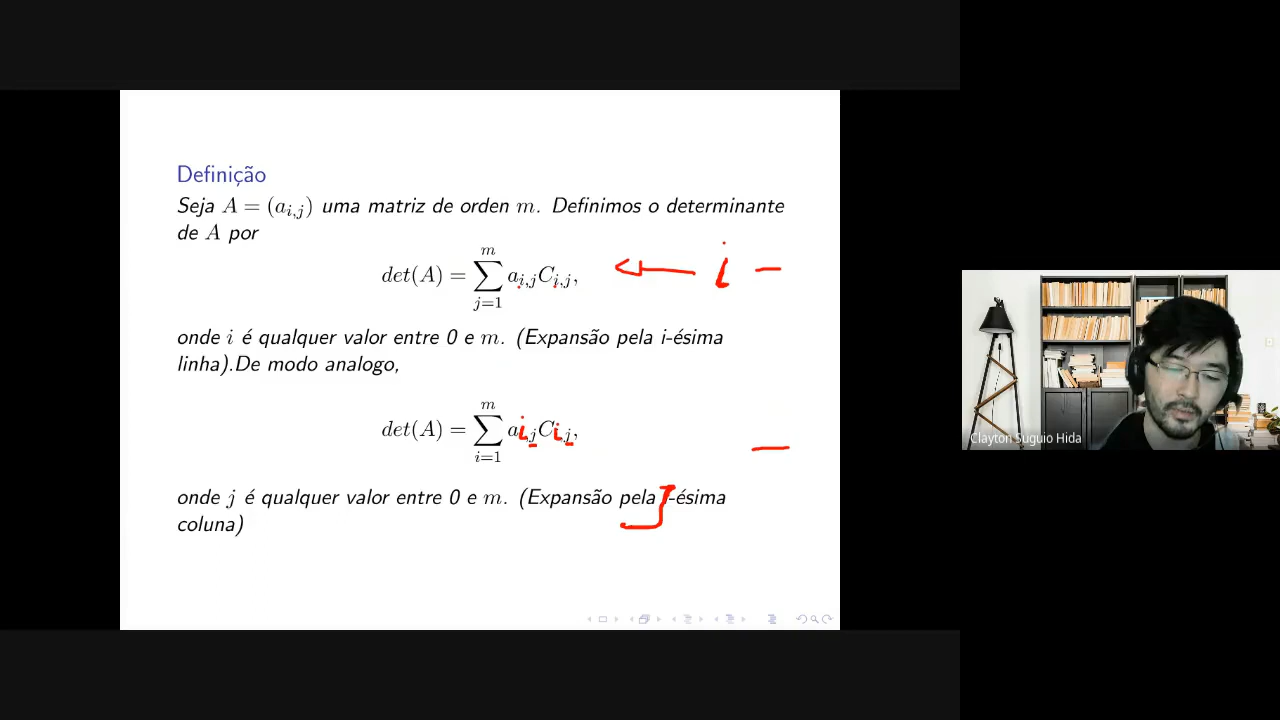 Definição
Seja A = (a_{i,j}) uma matriz de orden m. Definimos o determinante
de A por
det(A) = \sum_{j=1}^{m} a_{i,j} C_{i,j}, i
onde i é qualquer valor entre 0 e m. (Expansão pela i-ésima
linha).De modo analogo,
det(A) = \sum_{i=1}^{m} a_{i,j} C_{i,j},
onde j é qualquer valor entre 0 e m. (Expansão pela j-ésima
coluna)
Clayton Suguio Hida